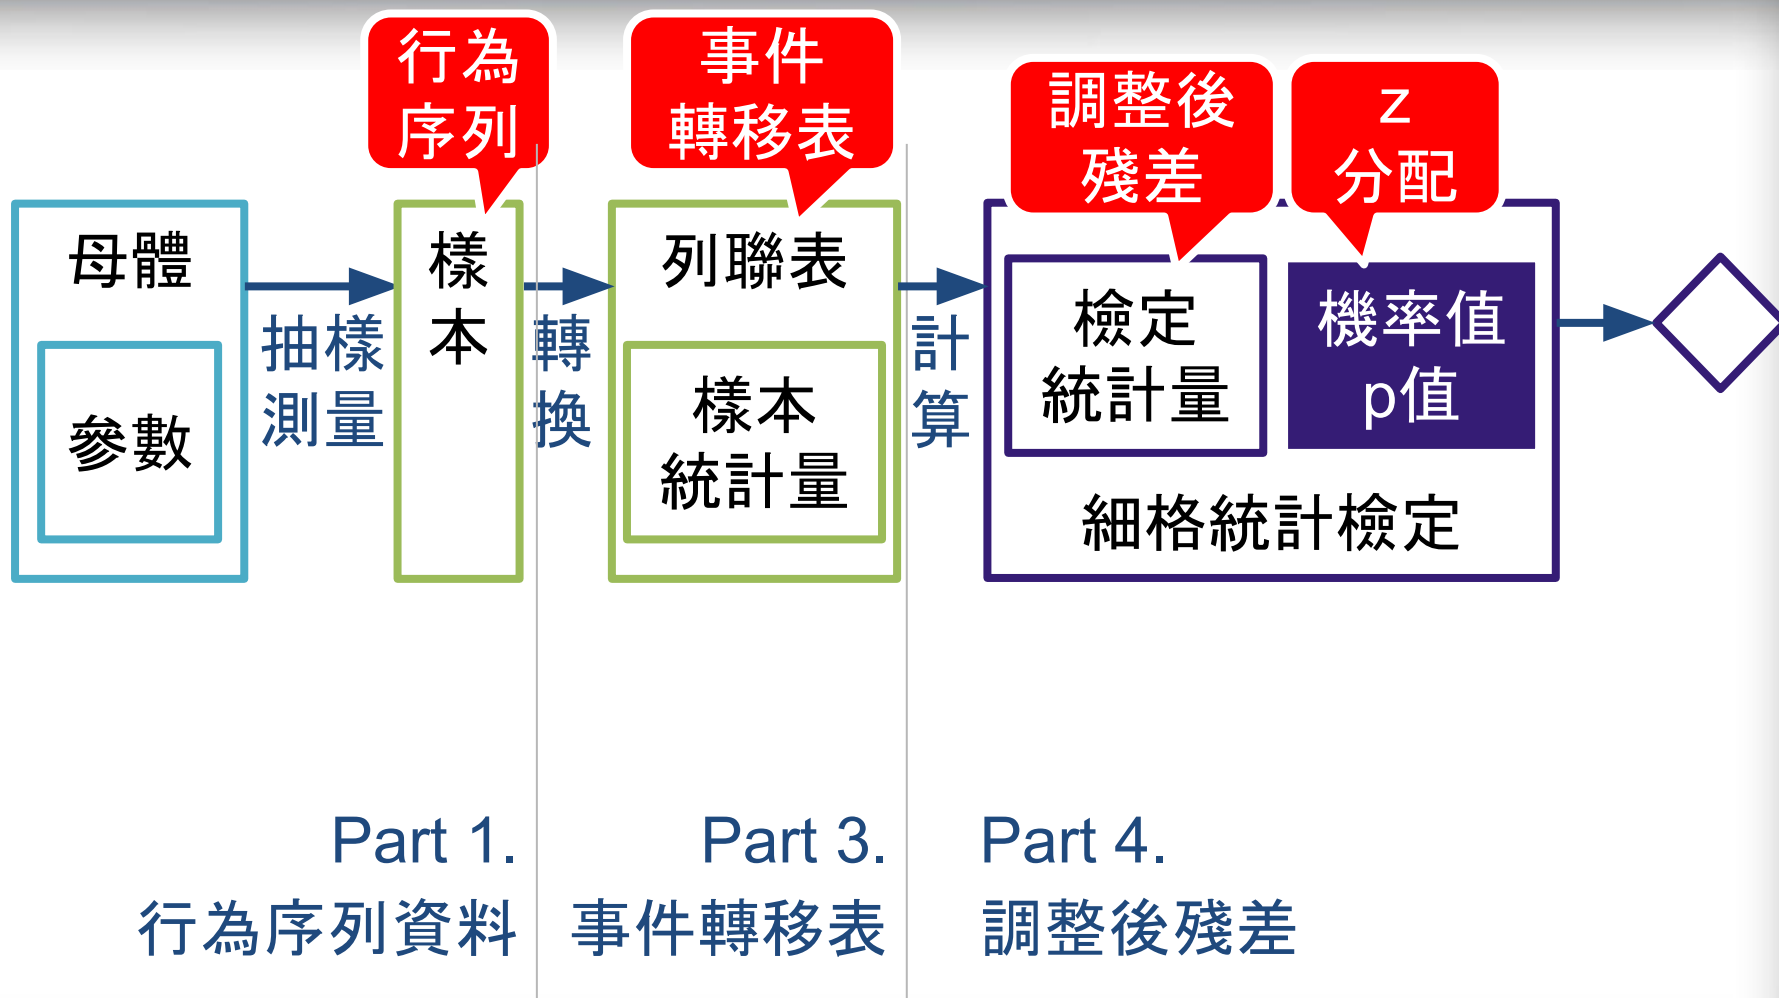 行為
序列
事件
轉移表
調整後
殘差
z
分配
母體
參數
抽樣
測量
樣
本
轉
換
列聯表
樣本
統計量
計
算
檢定
統計量
機率值
p值
細格統計檢定
Part 1.
行為序列資料
Part 3.
事件轉移表
Part 4.
調整後殘差